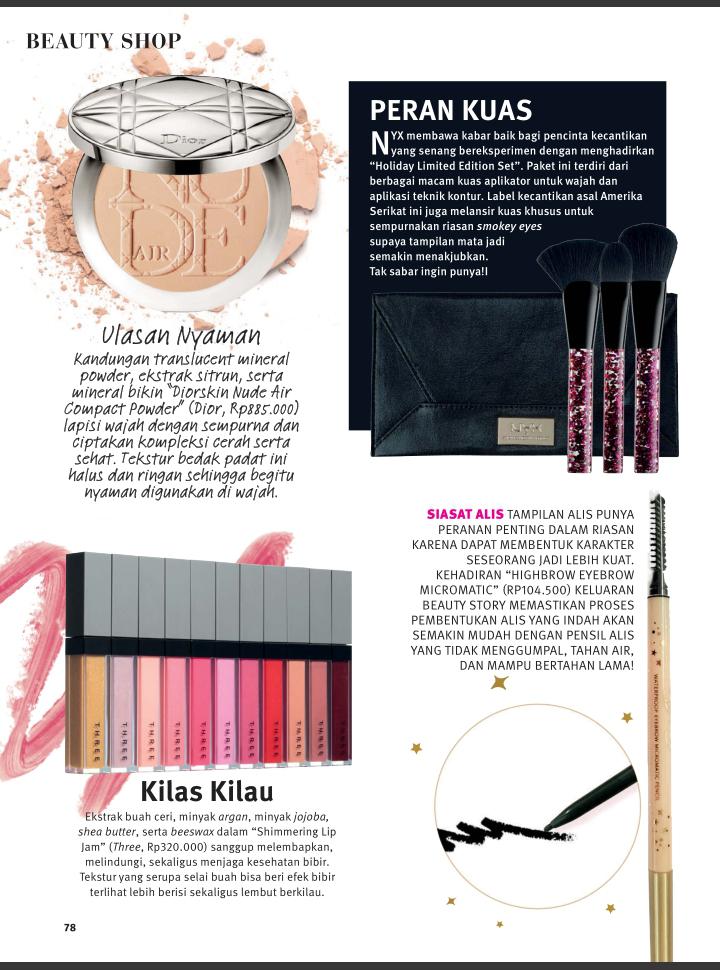 BEAUTY SHOP
Dior
NUDE
AIR
Ulasan Nyaman
Kandungan translucent mineral
powder, ekstrak sitrun, serta
mineral bikin "Diorskin Nude Air
Compact Powder" (Dior, Rp885.000)
lapisi wajah dengan sempurna dan
ciptakan kompleksi cerah serta
sehat. Tekstur bedak padat ini
halus dan ringan sehingga begitu
nyaman digunakan di wajah.
PERAN KUAS
NYX membawa kabar baik bagi pencinta kecantikan
yang senang bereksperimen dengan menghadirkan
“Holiday Limited Edition Set”. Paket ini terdiri dari
berbagai macam kuas aplikator untuk wajah dan
aplikasi teknik kontur. Label kecantikan asal Amerika
Serikat ini juga melansir kuas khusus untuk
sempurnakan riasan smokey eyes
supaya tampilan mata jadi
semakin menakjubkan.
Tak sabar ingin punya!I
NYX
SIASAT ALIS TAMPILAN ALIS PUNYA
PERANAN PENTING DALAM RIASAN
KARENA DAPAT MEMBENTUK KARAKTER
SESEORANG JADI LEBIH KUAT.
KEHADIRAN “HIGHBROW EYEBROW
MICROMATIC” (RP104.500) KELUARAN
BEAUTY STORY MEMASTIKAN PROSES
PEMBENTUKAN ALIS YANG INDAH AKAN
SEMAKIN MUDAH DENGAN PENSIL ALIS
YANG TIDAK MENGGUMPAL, TAHAN AIR,
DAN MAMPU BERTAHAN LAMA!
WATERPROOF EYEBROW MICROMATIC PENCIL
THREE
THREE
THREE
THREE
THREE
THREE
THREE
THREE
THREE
THREE
THREE
Kilas Kilau
Ekstrak buah ceri, minyak argan, minyak jojoba,
shea butter, serta beeswax dalam “Shimmering Lip
Jam” (Three, Rp320.000) sanggup melembapkan,
melindungi, sekaligus menjaga kesehatan bibir.
Tekstur yang serupa selai buah bisa beri efek bibir
terlihat lebih berisi sekaligus lembut berkilau.
78